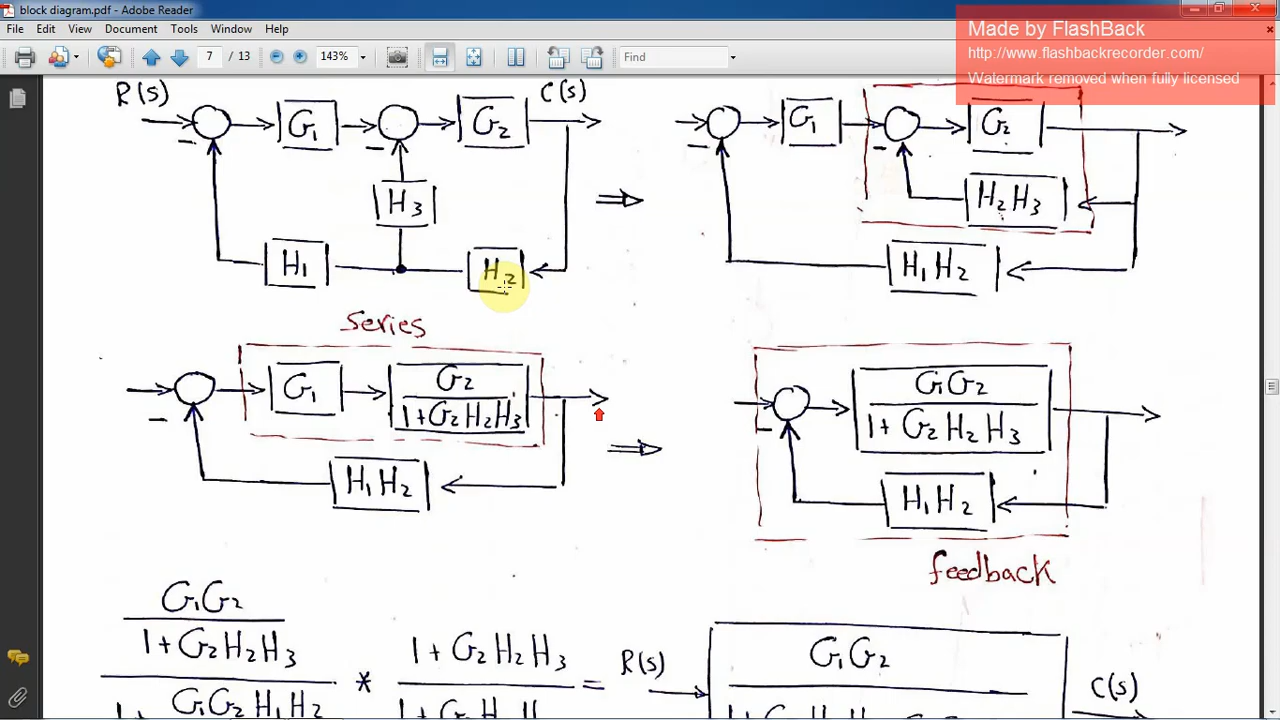 block diagram.pdf - Adobe Reader
File Edit View Document Tools Window Help
Made by FlashBack
http://www.flashbackrecorder.com/
Watermark removed when fully licensed
7 / 13 143% Find
R(s) G1 G2 C(s)
H3
H1 H2
G1 G2
H2H3
H1H2
series
G1 G2
1+G2H2H3
H1H2
G1G2
1+G2H2H3
H1H2
feedback
G1G2
1+G2H2H3
G1G2H1H2
*
1+G2H2H3
=
R(s)
G1G2
C(s)